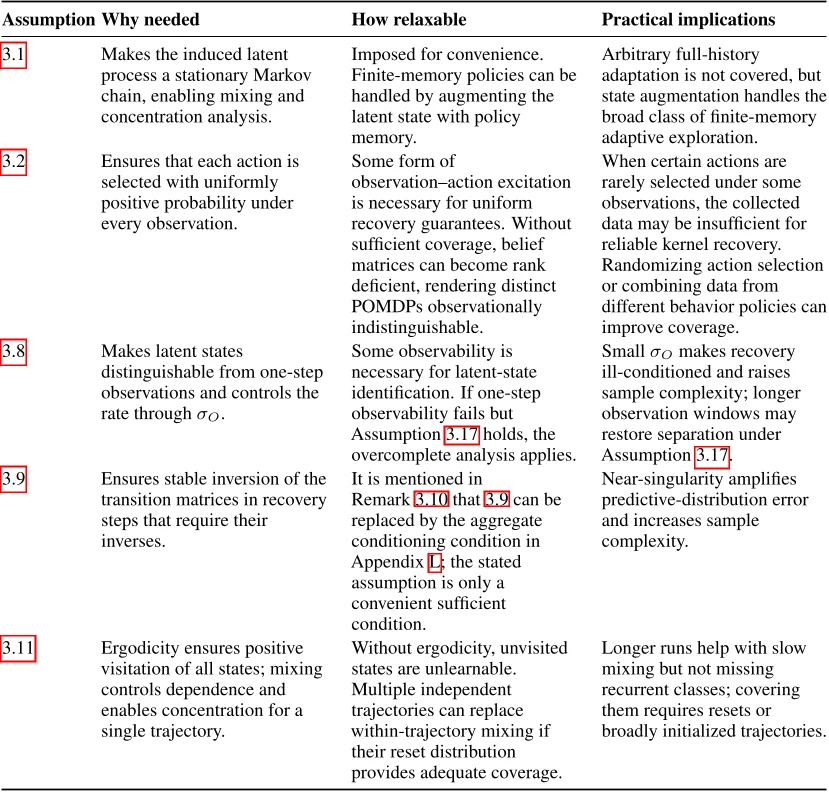 Assumption Why needed How relaxable Practical implications
3.1
Makes the induced latent
process a stationary Markov
chain, enabling mixing and
concentration analysis.
Imposed for convenience.
Finite-memory policies can be
handled by augmenting the
latent state with policy
memory.
Arbitrary full-history
adaptation is not covered, but
state augmentation handles the
broad class of finite-memory
adaptive exploration.
3.2
Ensures that each action is
selected with uniformly
positive probability under
every observation.
Some form of
observation–action excitation
is necessary for uniform
recovery guarantees. Without
sufficient coverage, belief
matrices can become rank
deficient, rendering distinct
POMDPs observationally
indistinguishable.
When certain actions are
rarely selected under some
observations, the collected
data may be insufficient for
reliable kernel recovery.
Randomizing action selection
or combining data from
different behavior policies can
improve coverage.
3.8
Makes latent states
distinguishable from one-step
observations and controls the
rate through σ_O.
Some observability is
necessary for latent-state
identification. If one-step
observability fails but
Assumption 3.17 holds, the
overcomplete analysis applies.
Small σ_O makes recovery
ill-conditioned and raises
sample complexity; longer
observation windows may
restore separation under
Assumption 3.17.
3.9
Ensures stable inversion of the
transition matrices in recovery
steps that require their
inverses.
It is mentioned in
Remark 3.10 that 3.9 can be
replaced by the aggregate
conditioning condition in
Appendix L; the stated
assumption is only a
convenient sufficient
condition.
Near-singularity amplifies
predictive-distribution error
and increases sample
complexity.
3.11
Ergodicity ensures positive
visitation of all states; mixing
controls dependence and
enables concentration for a
single trajectory.
Without ergodicity, unvisited
states are unlearnable.
Multiple independent
trajectories can replace
within-trajectory mixing if
their reset distribution
provides adequate coverage.
Longer runs help with slow
mixing but not missing
recurrent classes; covering
them requires resets or
broadly initialized trajectories.